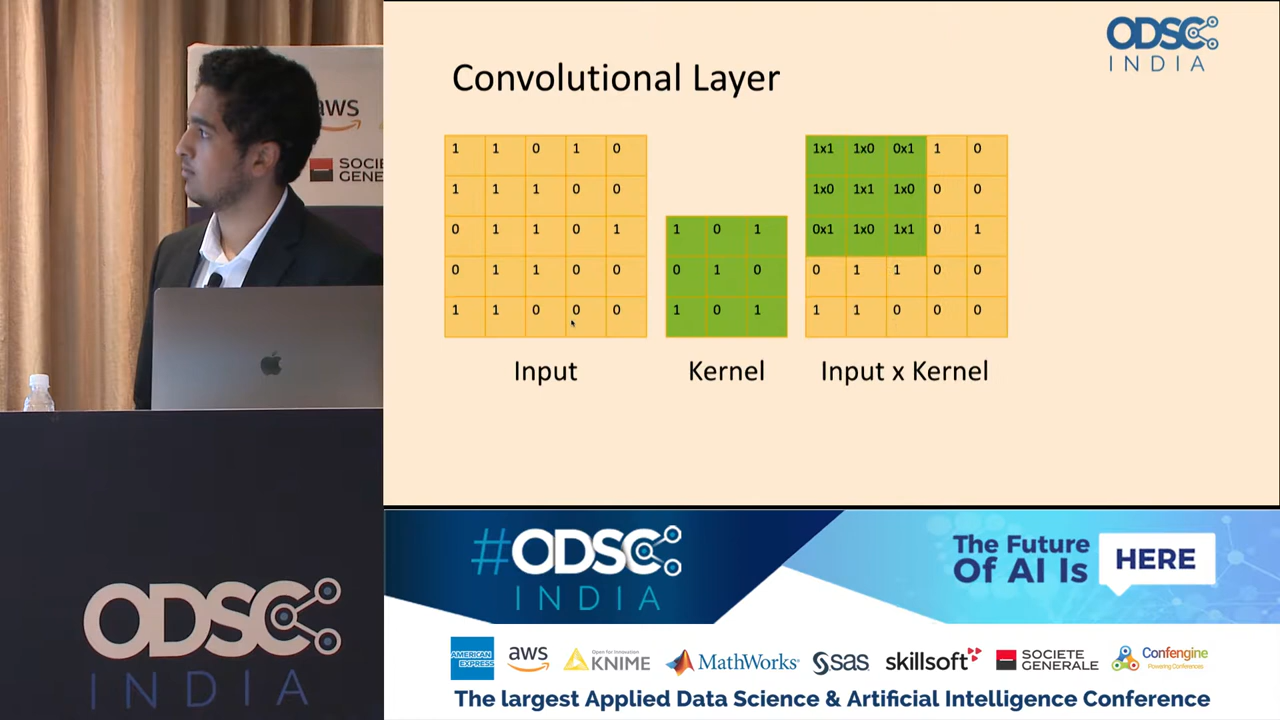 aws
SOCIE
GENE
ODSC
INDIA
ODSC
INDIA
Convolutional Layer
1 1 0 1 0
1 1 1 0 0
0 1 1 0 1
0 1 1 0 0
1 1 0 0 0
Input
1 0 1
0 1 0
1 0 1
Kernel
1x1 1x0 0x1 1 0
1x0 1x1 1x0 0 0
0x1 1x0 1x1 0 1
0 1 1 0 0
1 1 0 0 0
Input x Kernel
#ODSC
INDIA
The Future
Of AI Is
HERE
AMERICAN
EXPRESS
aws
Open for Innovation
KNIME
MathWorks
sas
skillsoft
SOCIETE
GENERALE
Confengine
Powering Conferences
The largest Applied Data Science & Artificial Intelligence Conference